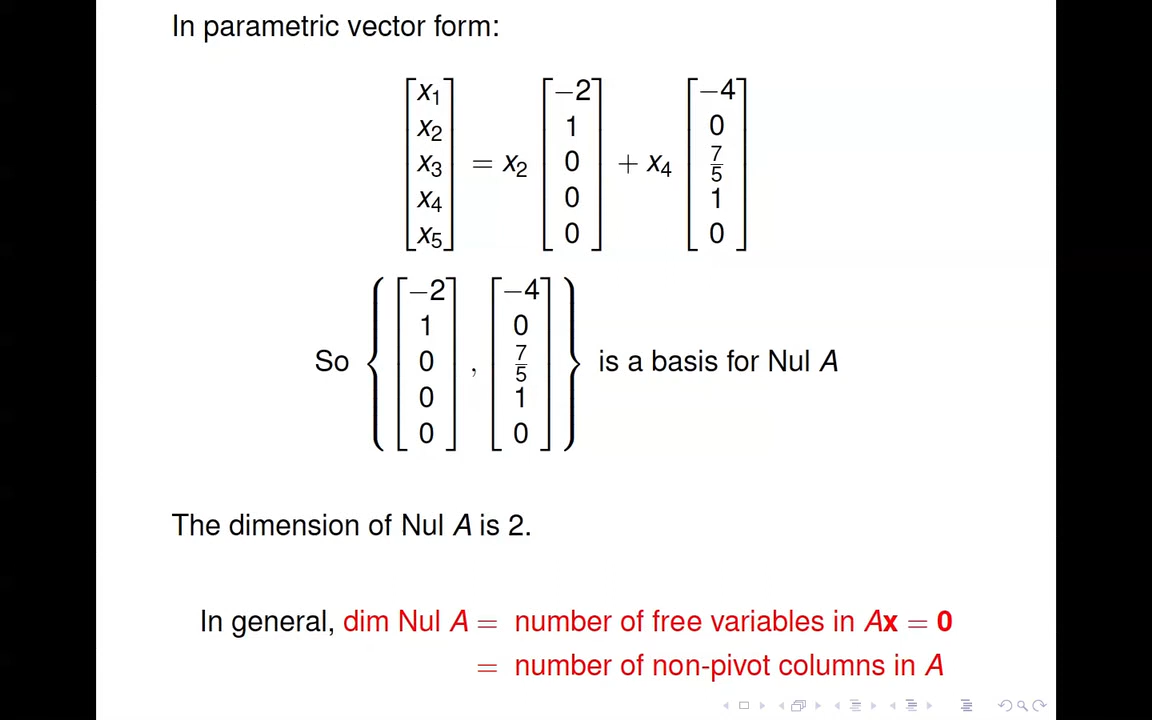 In parametric vector form:
[x₁ x₂ x₃ x₄ x₅] = x₂ [−2 1 0 0 0] + x₄ [−4 0 7/5 1 0]
So { [−2 1 0 0 0] , [−4 0 7/5 1 0] } is a basis for Nul A
The dimension of Nul A is 2.
In general, dim Nul A = number of free variables in Ax = 0
= number of non-pivot columns in A